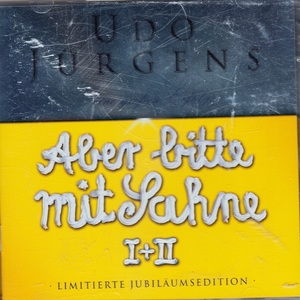 UDO
JÜRGENS
Aber bitte
mit Sahne
I+II
· LIMITIERTE JUBILÄUMSEDITION ·